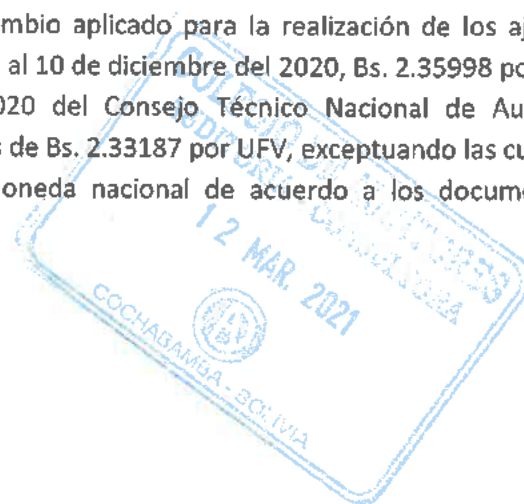 mbio aplicado para la realización de los aj
al 10 de diciembre del 2020, Bs. 2.35998 po
020 del Consejo Técnico Nacional de Au
s de Bs. 2.33187 por UFV, exceptuando las cu
oneda nacional de acuerdo a los docume
COLEGIO DE
12 MAR. 2021
COCHABAMBA - BOLIVIA